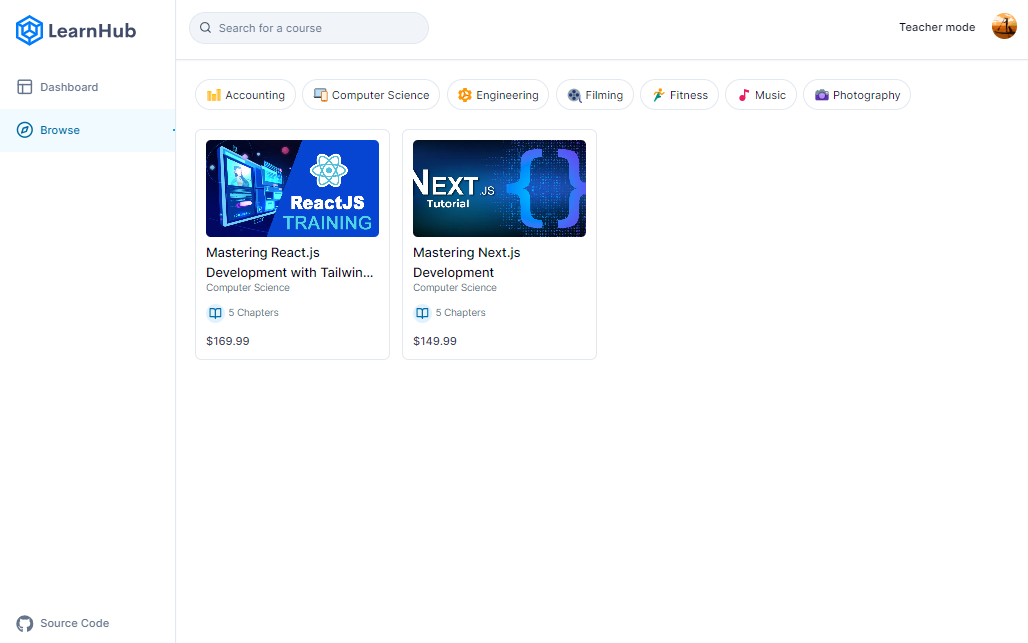 LearnHub
Search for a course
Teacher mode
Dashboard
Browse
Accounting
Computer Science
Engineering
Filming
Fitness
Music
Photography
ReactJS
TRAINING
Mastering React.js
Development with Tailwin...
Computer Science
5 Chapters
$169.99
NEXT.JS
Tutorial
Mastering Next.js
Development
Computer Science
5 Chapters
$149.99
Source Code